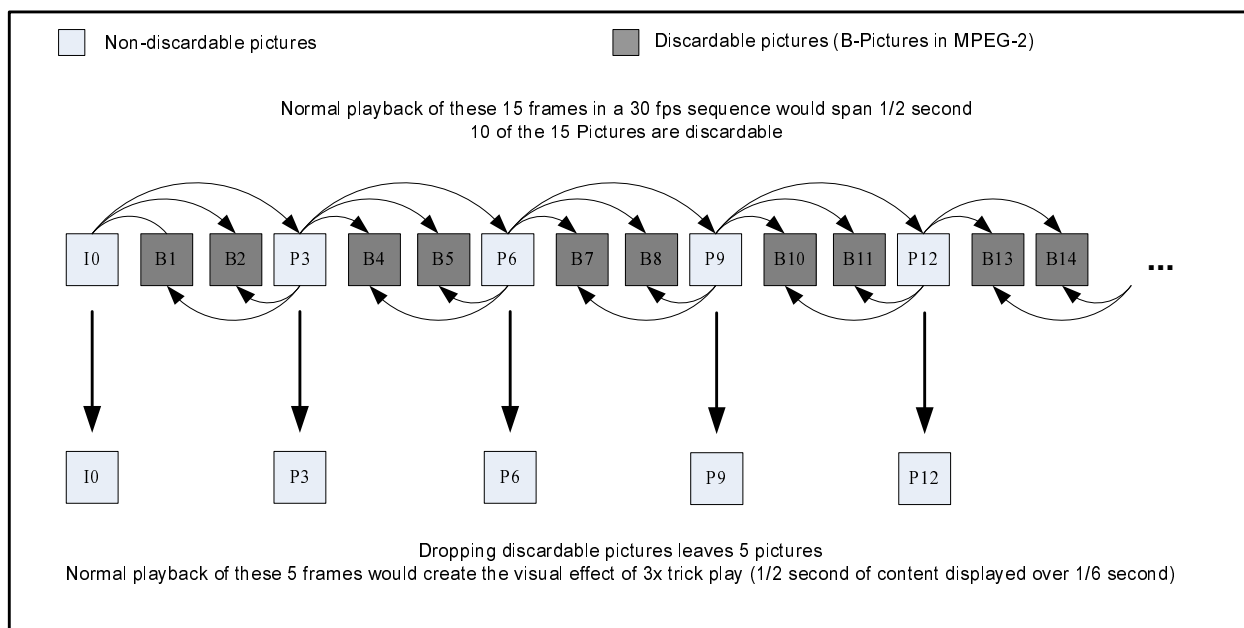 Non-discardable pictures
Discardable pictures (B-Pictures in MPEG-2)
Normal playback of these 15 frames in a 30 fps sequence would span 1/2 second
10 of the 15 Pictures are discardable
I0 B1 B2 P3 B4 B5 P6 B7 B8 P9 B10 B11 P12 B13 B14 ...
I0 P3 P6 P9 P12
Dropping discardable pictures leaves 5 pictures
Normal playback of these 5 frames would create the visual effect of 3x trick play (1/2 second of content displayed over 1/6 second)